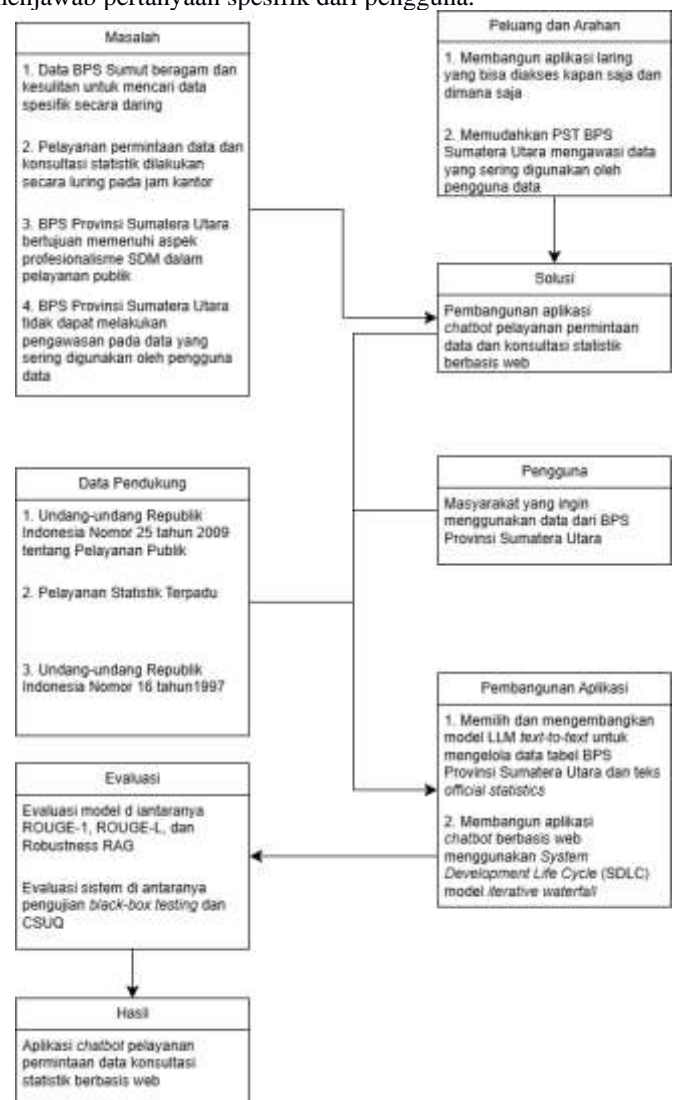 menjawab pertanyaan spesifik dari pengguna.
Masalah
1. Data BPS Sumut beragam dan
kesulitan untuk mencari data
spesifik secara daring
2. Pelayanan permintaan data dan
konsultasi statistik dilakukan
secara luring pada jam kantor
3. BPS Provinsi Sumatera Utara
bertujuan memenuhi aspek
profesionalisme SDM dalam
pelayanan publik
4. BPS Provinsi Sumatera Utara
tidak dapat melakukan
pengawasan pada data yang
sering digunakan oleh pengguna
data
Peluang dan Arahan
1. Membangun aplikasi laring
yang bisa diakses kapan saja dan
dimana saja
2. Memudahkan PST BPS
Sumatera Utara mengawasi data
yang sering digunakan oleh
pengguna data
Solusi
Pembangunan aplikasi
chatbot pelayanan permintaan
data dan konsultasi statistik
berbasis web
Data Pendukung
1. Undang-undang Republik
Indonesia Nomor 25 tahun 2009
tentang Pelayanan Publik
2. Pelayanan Statistik Terpadu
3. Undang-undang Republik
Indonesia Nomor 16 tahun1997
Pengguna
Masyarakat yang ingin
menggunakan data dari BPS
Provinsi Sumatera Utara
Pembangunan Aplikasi
1. Memilih dan mengembangkan
model LLM text-to-text untuk
mengelola data tabel BPS
Provinsi Sumatera Utara dan teks
official statistics
2. Membangun aplikasi
chatbot berbasis web
menggunakan System
Development Life Cycle (SDLC)
model iterative waterfall
Evaluasi
Evaluasi model d iantaranya
ROUGE-1, ROUGE-L, dan
Robustness RAG
Evaluasi sistem di antaranya
pengujian black-box testing dan
CSUQ
Hasil
Aplikasi chatbot pelayanan
permintaan data konsultasi
statistik berbasis web